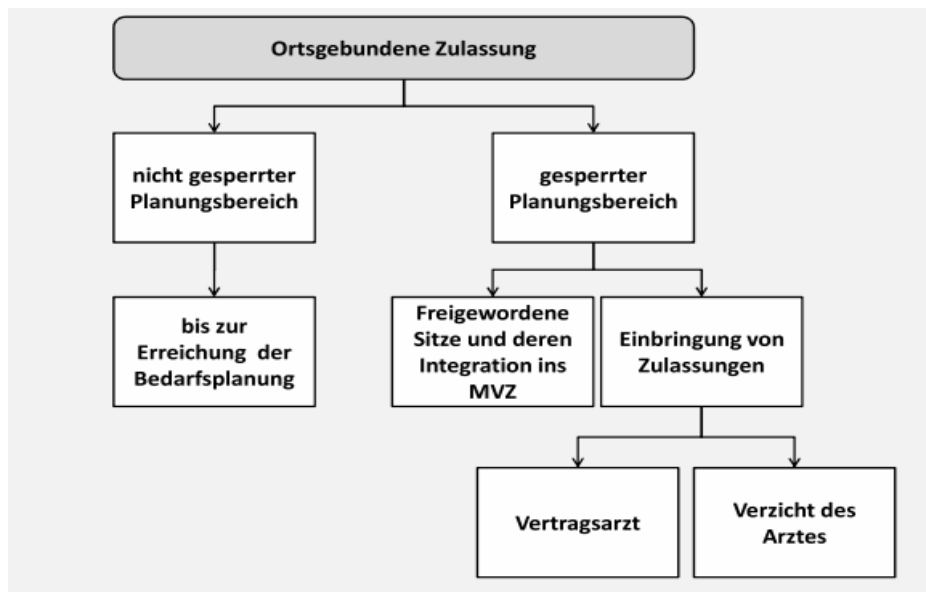 Ortsgebundene Zulassung
nicht gesperrter
Planungsbereich
gesperrter
Planungsbereich
bis zur
Erreichung der
Bedarfsplanung
Freigewordene
Sitze und deren
Integration ins
MVZ
Einbringung von
Zulassungen
Vertragsarzt
Verzicht des
Arztes